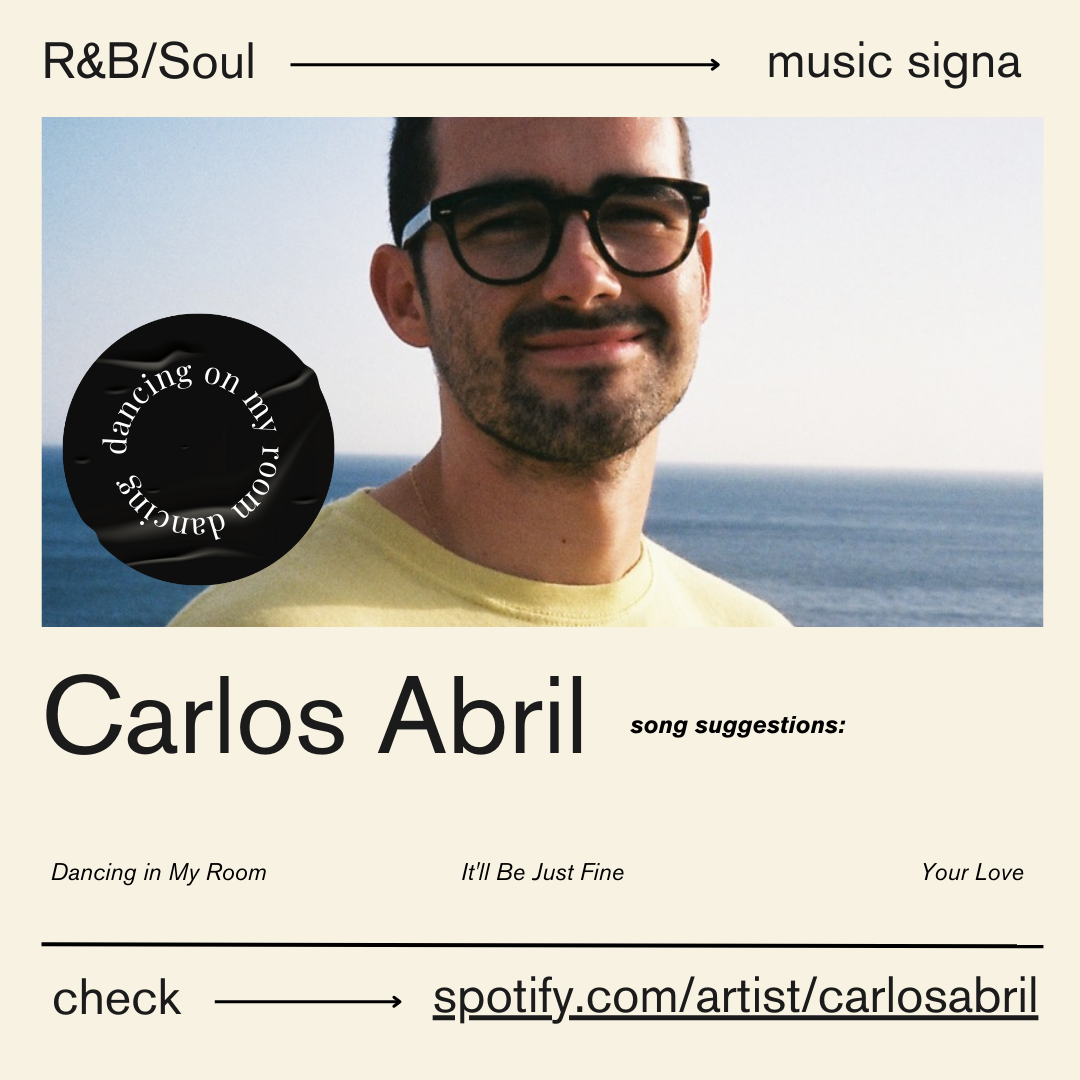 R&B/Soul music signa
dancing on my room dancing
Carlos Abril song suggestions:
Dancing in My Room It'll Be Just Fine Your Love
check spotify.com/artist/carlosabril